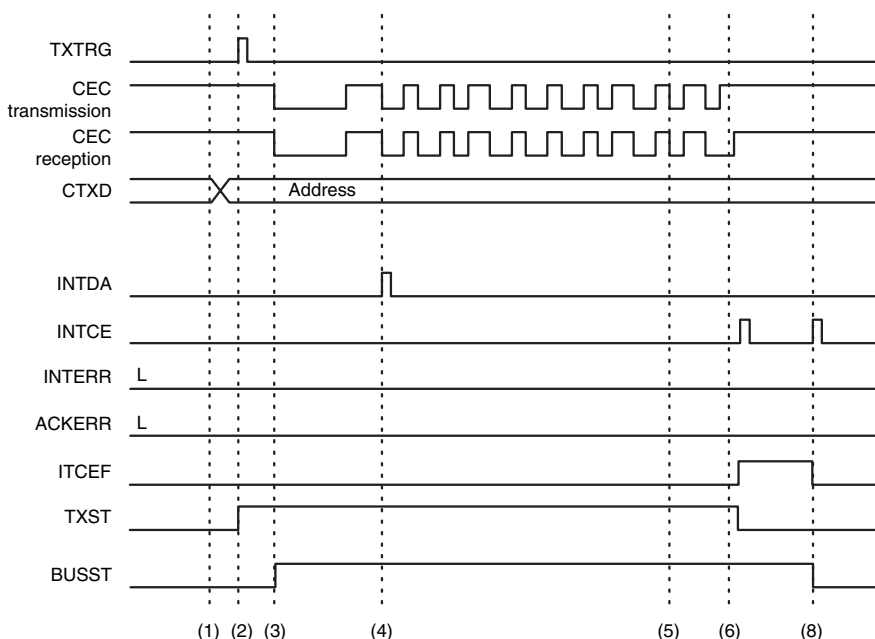 TXTRG
CEC
transmission
CEC
reception
CTXD
Address
INTDA
INTCE
INTERR
L
ACKERR
L
ITCEF
TXST
BUSST
(1) (2) (3) (4) (5) (6) (8)